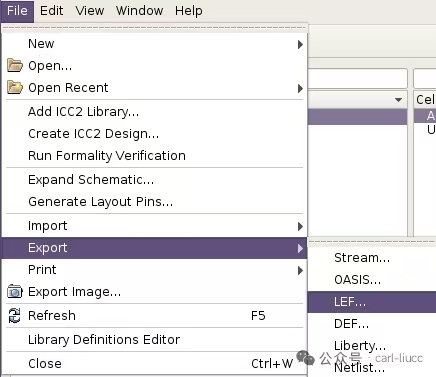 File Edit View Window Help
New
Open...
Open Recent
Add ICC2 Library...
Create ICC2 Design...
Run Formality Verification
Expand Schematic...
Generate Layout Pins...
Import
Export
Print
Export Image...
Refresh F5
Library Definitions Editor
Close Ctrl+W
Cel
A
U
Stream...
OASIS...
LEF...
DEF...
Liberty...
Netlist...
公众号 · carl-liucc